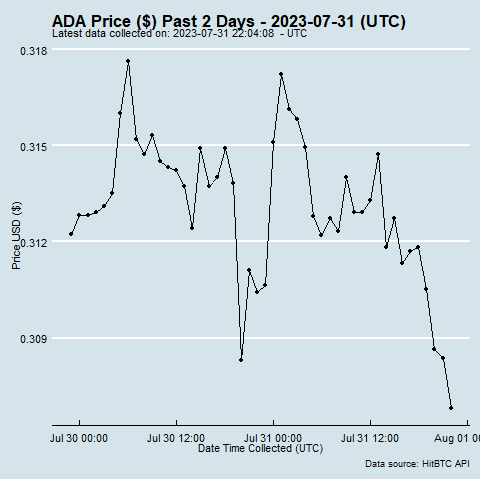 ADA Price ($) Past 2 Days - 2023-07-31 (UTC)
Latest data collected on: 2023-07-31 22:04:08 - UTC
0.318
0.315
0.312
0.309
Price USD ($)
Jul 30 00:00
Jul 30 12:00
Jul 31 00:00
Jul 31 12:00
Aug 01 00
Date Time Collected (UTC)
Data source: HitBTC API